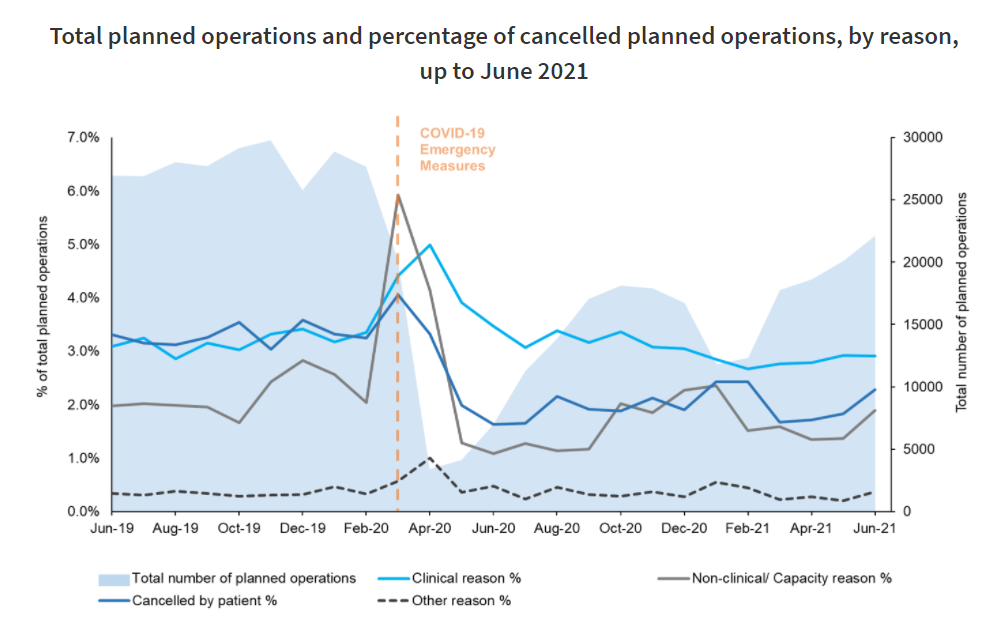 Total planned operations and percentage of cancelled planned operations, by reason,
up to June 2021
COVID-19
Emergency
Measures
7.0%
6.0%
5.0%
4.0%
3.0%
2.0%
1.0%
0.0%
% of total planned operations
30000
25000
20000
15000
10000
5000
0
Total number of planned operations
Jun-19 Aug-19 Oct-19 Dec-19 Feb-20 Apr-20 Jun-20 Aug-20 Oct-20 Dec-20 Feb-21 Apr-21 Jun-21
Total number of planned operations Clinical reason % Non-clinical/ Capacity reason %
Cancelled by patient % Other reason %